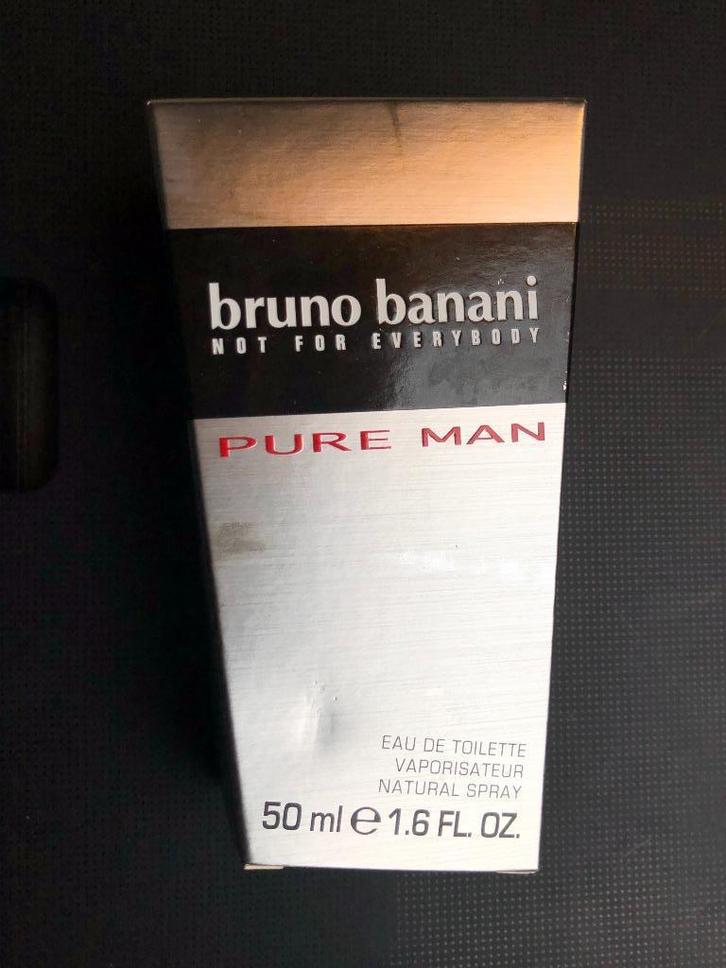 bruno banani
NOT FOR EVERYBODY
PURE MAN
EAU DE TOILETTE
VAPORISATEUR
NATURAL SPRAY
50 ml ℮ 1.6 FL. OZ.